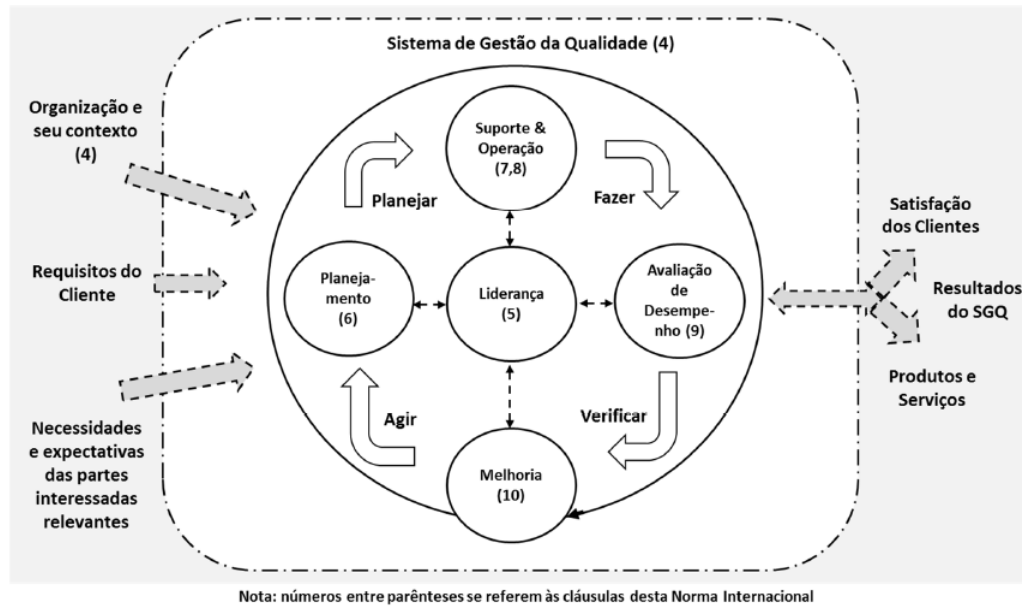 Sistema de Gestão da Qualidade (4)
Organização e
seu contexto
(4)
Requisitos do
Cliente
Necessidades
e expectativas
das partes
interessadas
relevantes
Suporte &
Operação
(7,8)
Planejar
Fazer
Planeja-
mento
(6)
Liderança
(5)
Avaliação
de
Desempe-
nho (9)
Agir
Verificar
Melhoria
(10)
Satisfação
dos Clientes
Resultados
do SGQ
Produtos e
Serviços
Nota: números entre parênteses se referem às cláusulas desta Norma Internacional